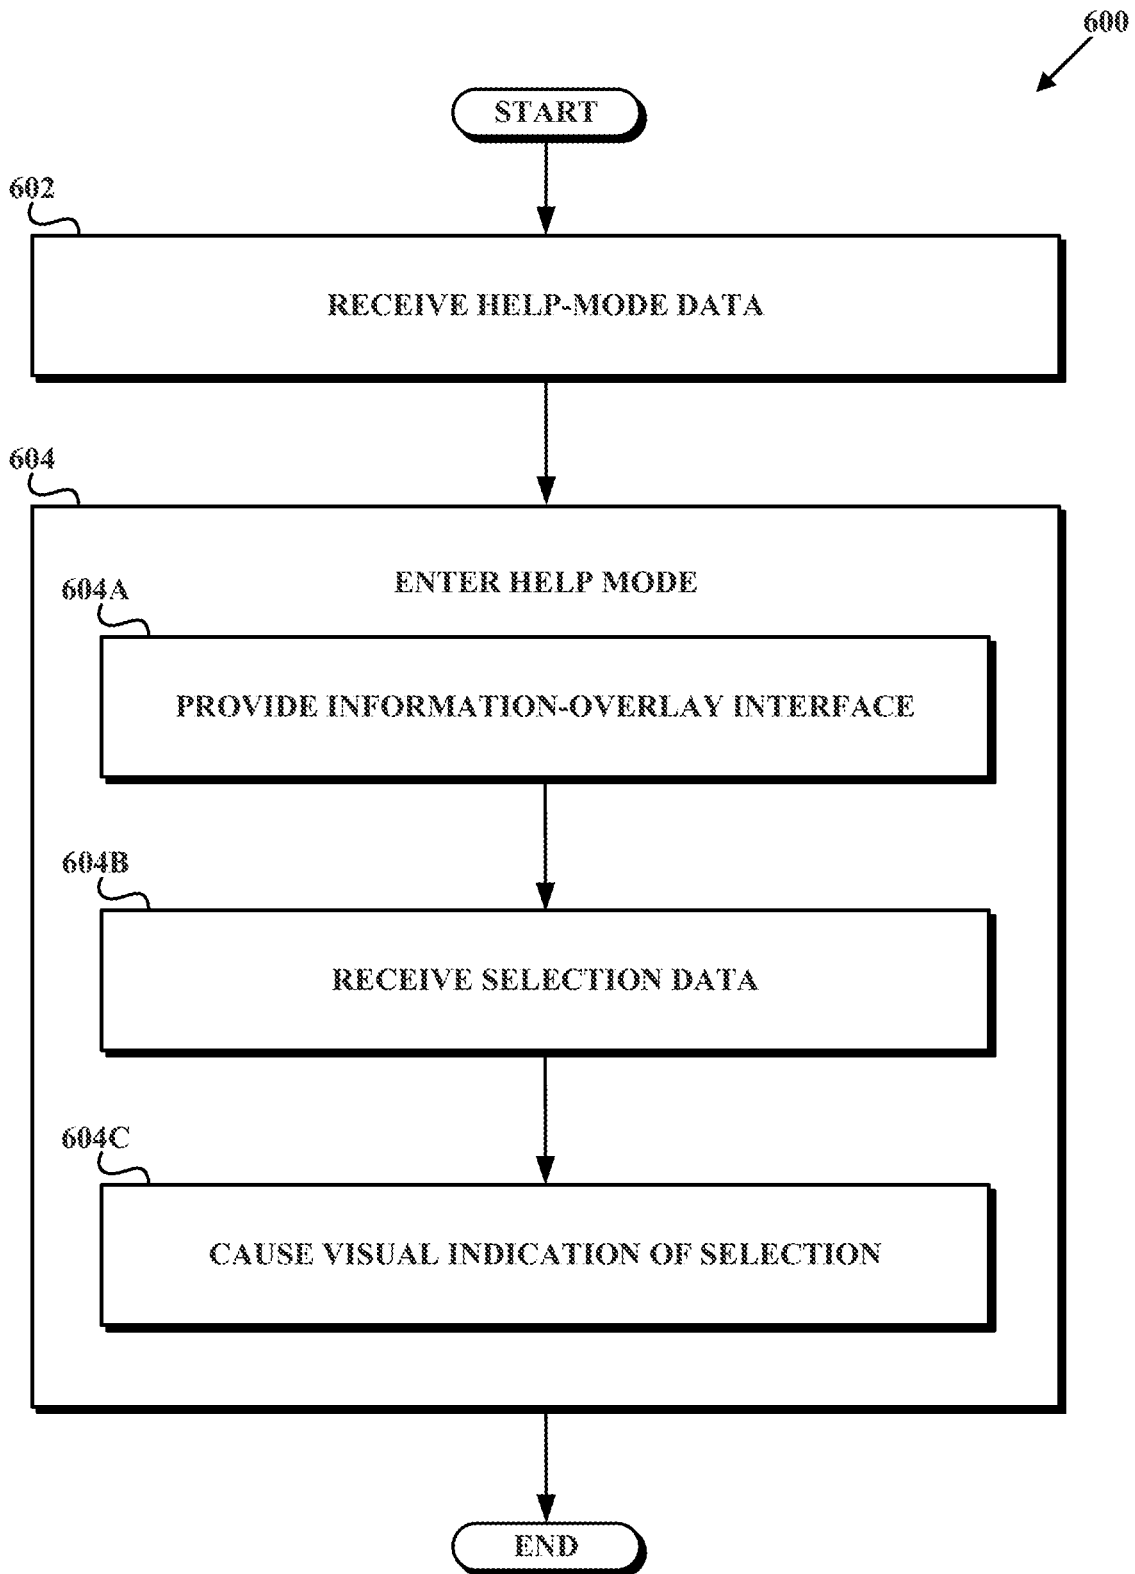 600
START
602
RECEIVE HELP-MODE DATA
604
ENTER HELP MODE
604A
PROVIDE INFORMATION-OVERLAY INTERFACE
604B
RECEIVE SELECTION DATA
604C
CAUSE VISUAL INDICATION OF SELECTION
END